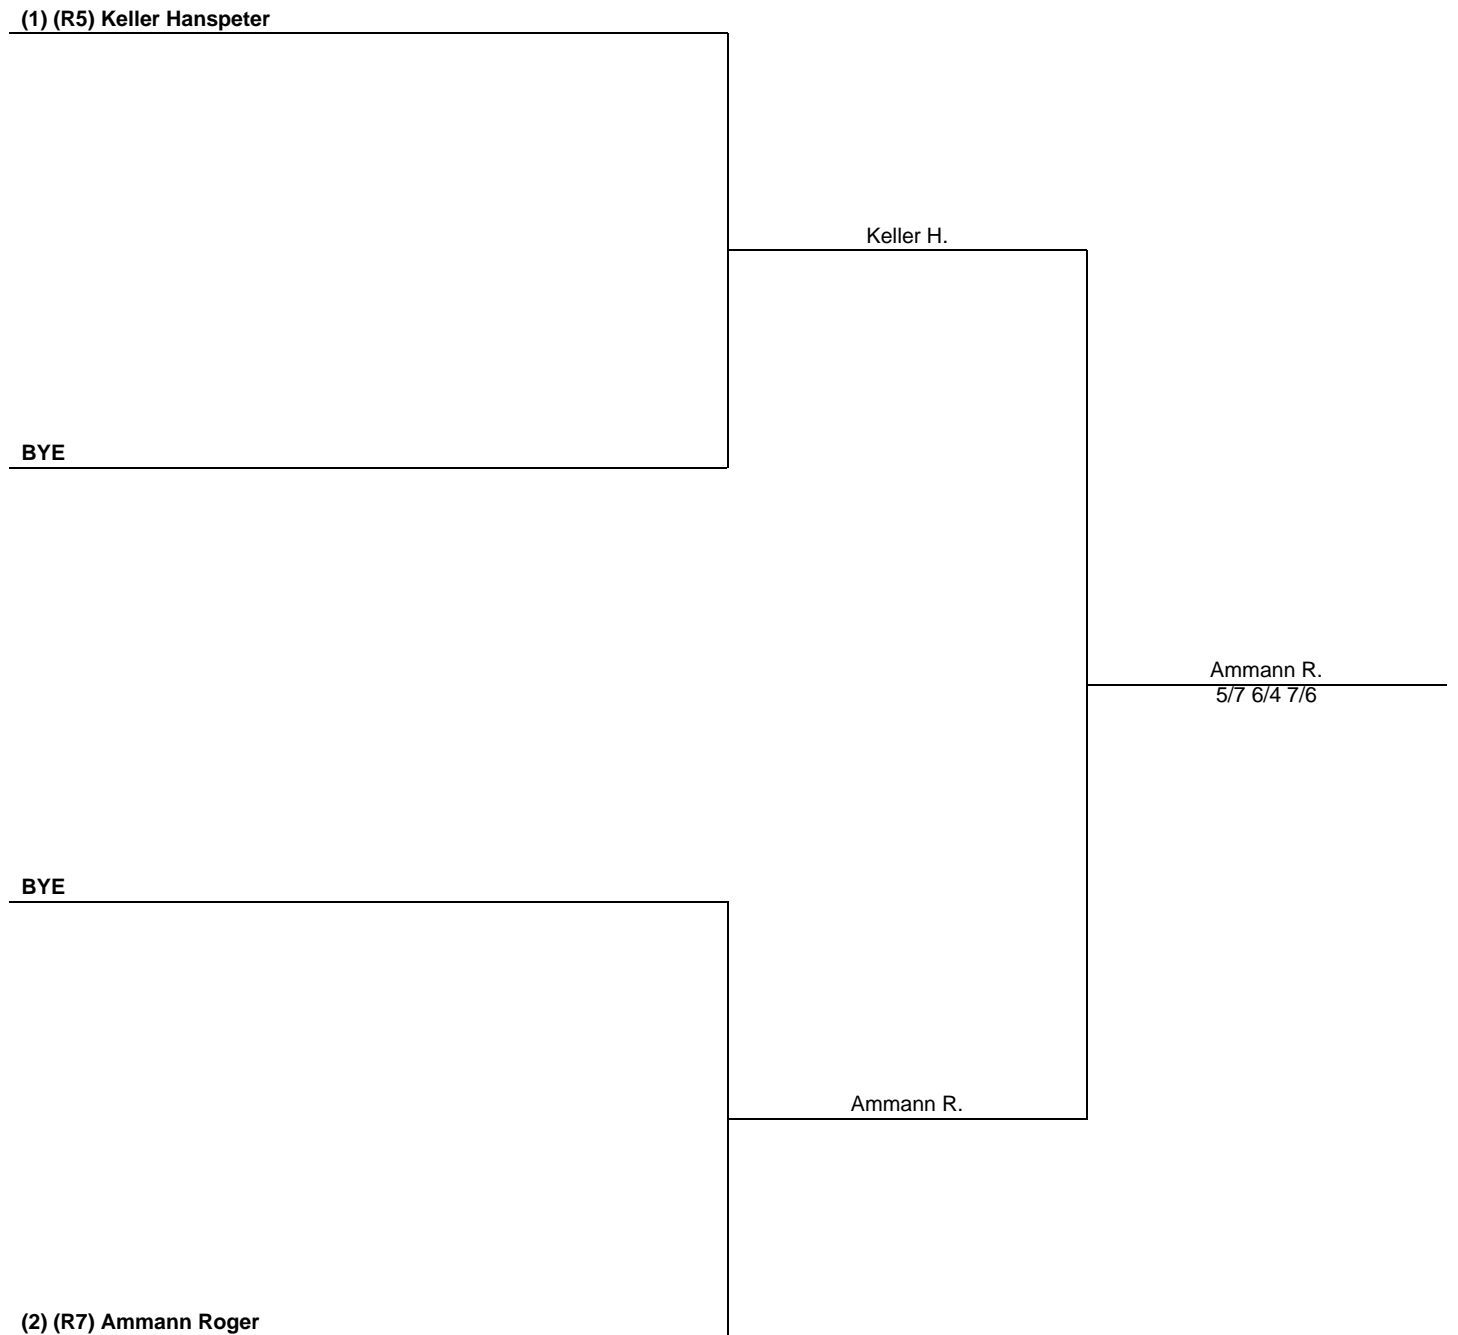 (1) (R5) Keller Hanspeter
Keller H.
BYE
Ammann R.
5/7 6/4 7/6
BYE
Ammann R.
(2) (R7) Ammann Roger